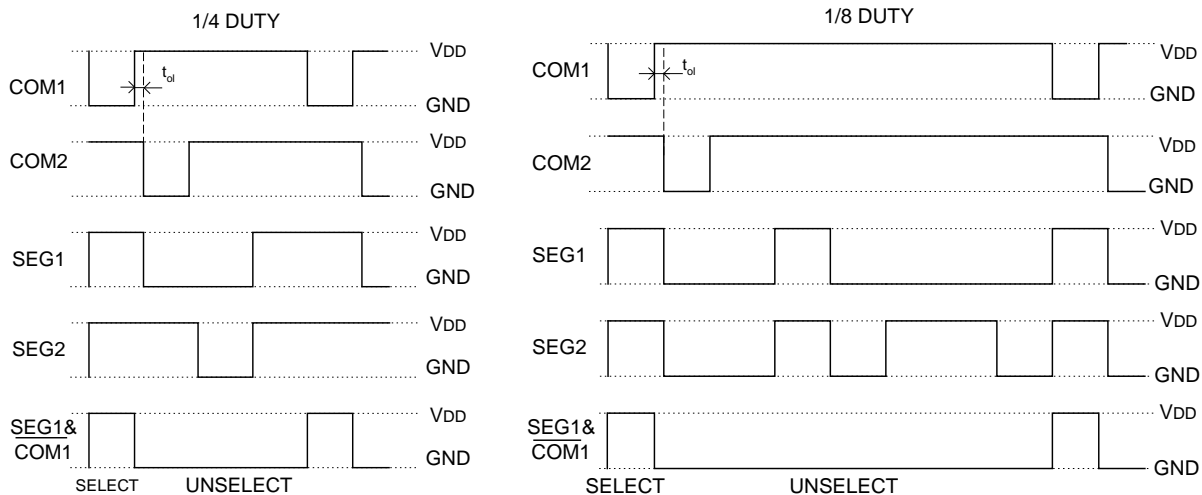 1/4 DUTY
COM1
tol
VDD
GND
COM2
VDD
GND
SEG1
VDD
GND
SEG2
VDD
GND
SEG1&
COM1
VDD
GND
SELECT
UNSELECT
1/8 DUTY
COM1
tol
VDD
GND
COM2
VDD
GND
SEG1
VDD
GND
SEG2
VDD
GND
SEG1&
COM1
VDD
GND
SELECT
UNSELECT